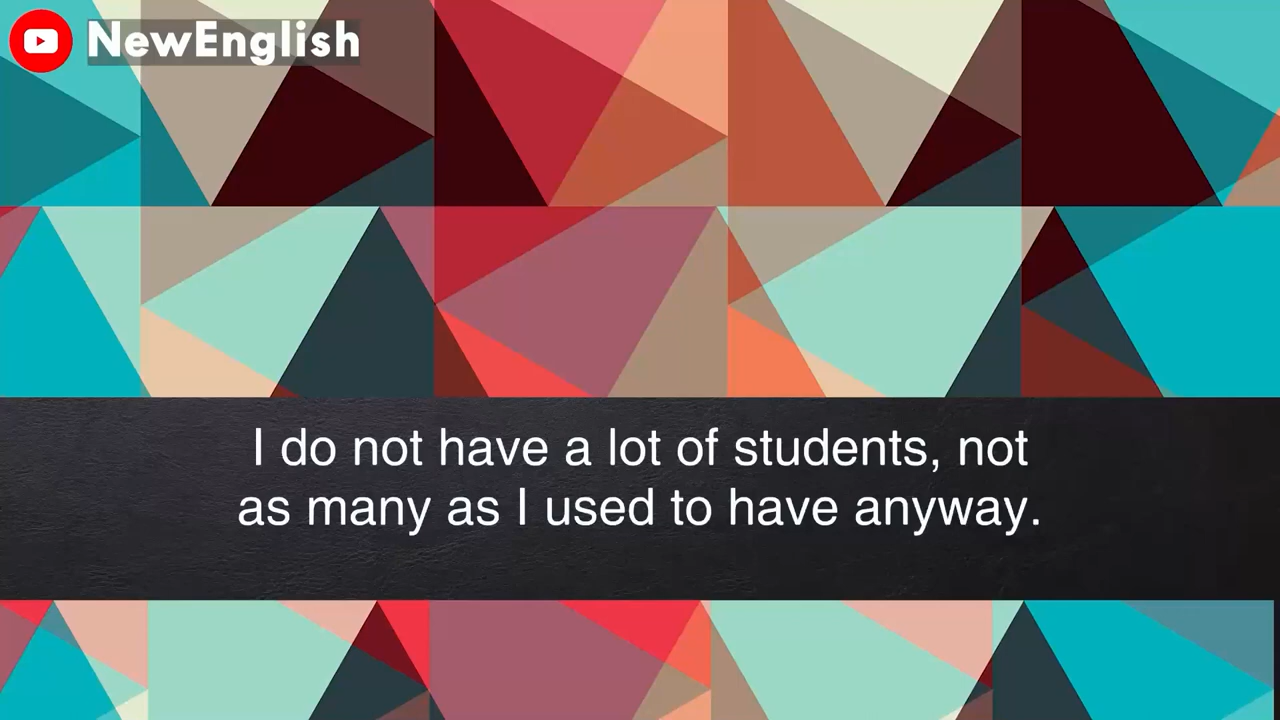 NewEnglish
I do not have a lot of students, not
as many as I used to have anyway.